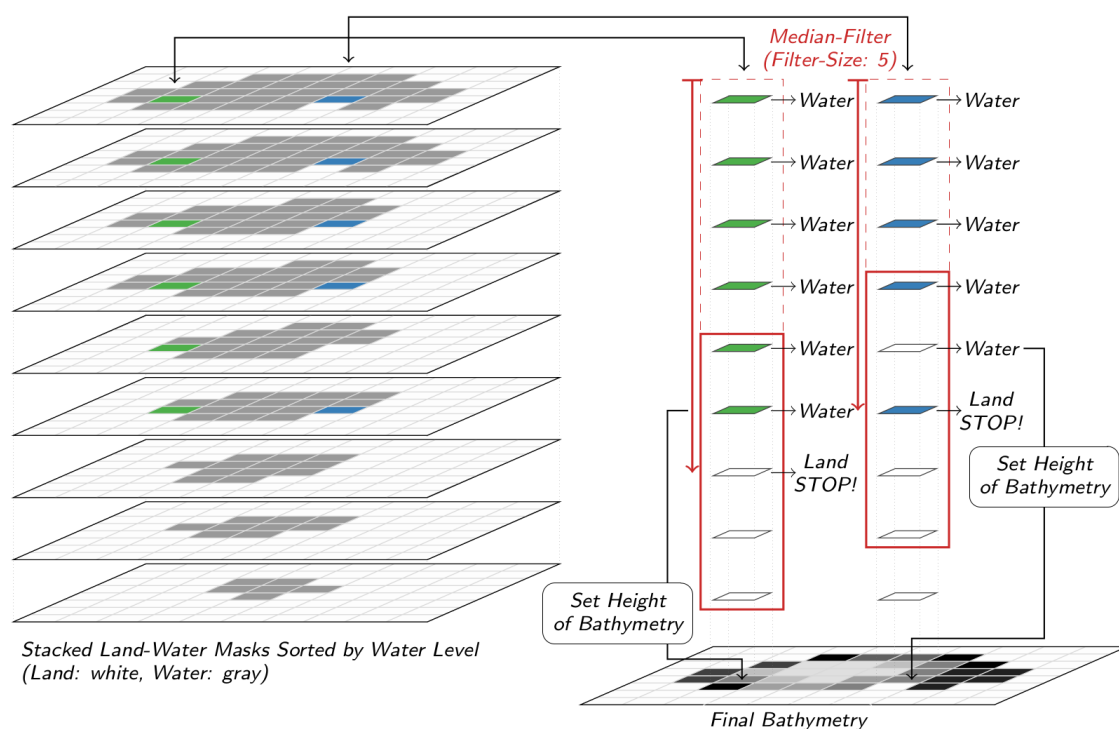 Median-Filter
(Filter-Size: 5)
Water
Water
Water
Water
Water
Water
Water
Water
Water
Water
Water
Land
STOP!
Land
STOP!
Set Height
of Bathymetry
Set Height
of Bathymetry
Stacked Land-Water Masks Sorted by Water Level
(Land: white, Water: gray)
Final Bathymetry